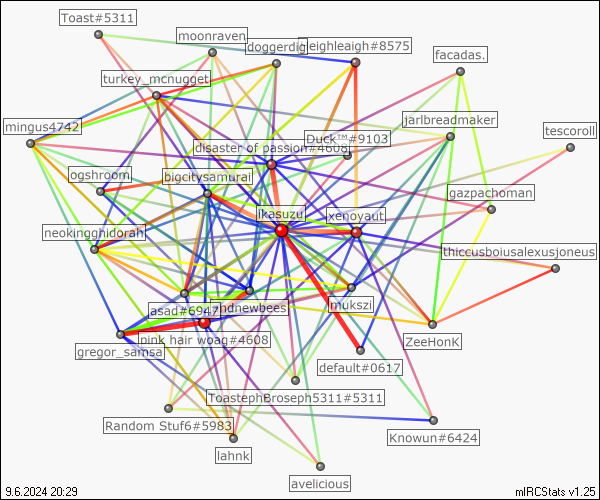 Toast#5311
moonraven
doggerdig
leighleigh#8575
facadas.
turkey_mcnugget
mingus4742
jarlbreadmaker
tescoroll
Duck™#9103
disaster of passion#4608
ogshroom
bigcitysamurai
gazpachoman
ikasuzu
xenoyaut
neokingghidorah
thiccusboiusalexusjoneus
asad#6947
hdnewbees
mukszi
pink hair woag#4608
gregor_samsa
ZeeHonK
default#0617
ToastephBroseph5311#5311
Random Stuf6#5983
Knowun#6424
lahnk
avelicious
9.6.2024 20:29
mIRCStats v1.25